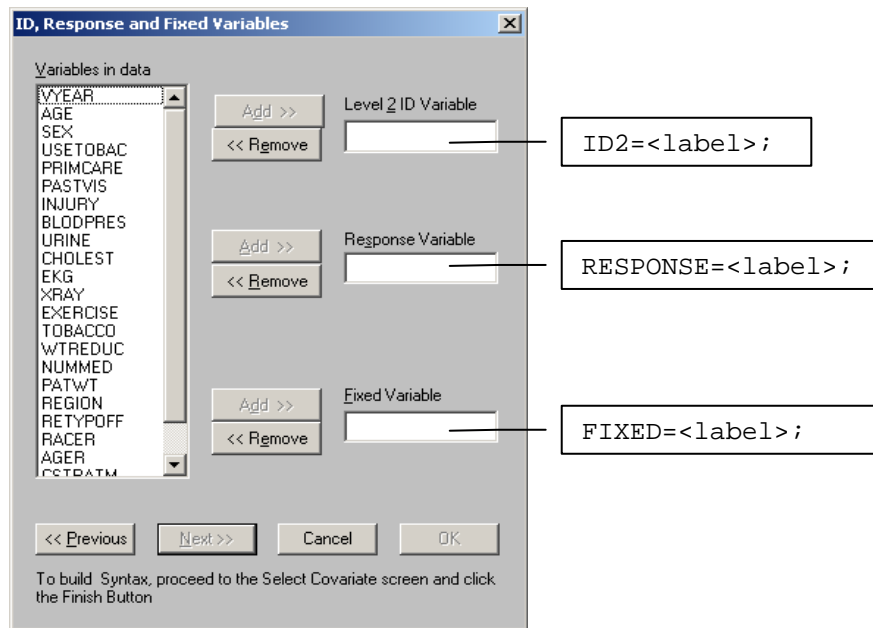 ID, Response and Fixed Variables
Variables in data
VYEAR
AGE
SEX
USETOBAC
PRIMCARE
PASTVIS
INJURY
BLODPRES
URINE
CHOLEST
EKG
XRAY
EXERCISE
TOBACCO
WTREDUC
NUMMED
PATWT
REGION
RETYPOFF
RACER
AGER
CSTRATM
Add >>
<< Remove
Level 2 ID Variable
ID2=<label>;
Add >>
<< Remove
Response Variable
RESPONSE=<label>;
Add >>
<< Remove
Fixed Variable
FIXED=<label>;
<< Previous
Next >>
Cancel
OK
To build Syntax, proceed to the Select Covariate screen and click
the Finish Button